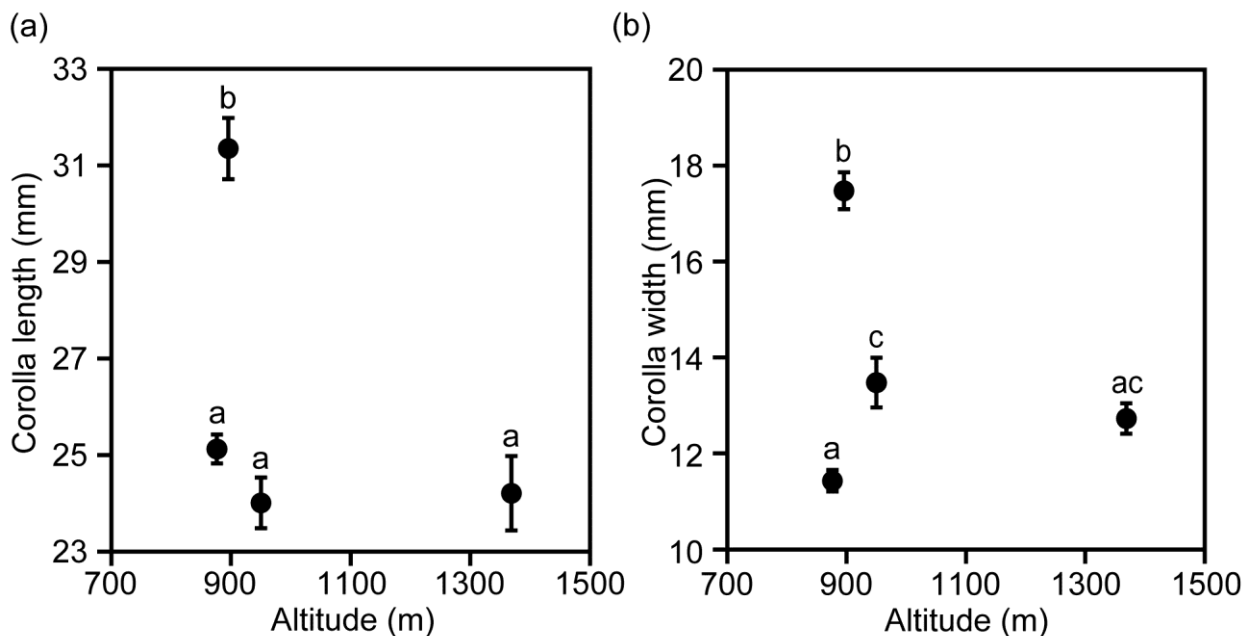 (a)
33
31
29
27
25
23
Corolla length (mm)
b
a
a
a
700 900 1100 1300 1500
Altitude (m)
(b)
20
18
16
14
12
10
Corolla width (mm)
b
c
ac
a
700 900 1100 1300 1500
Altitude (m)